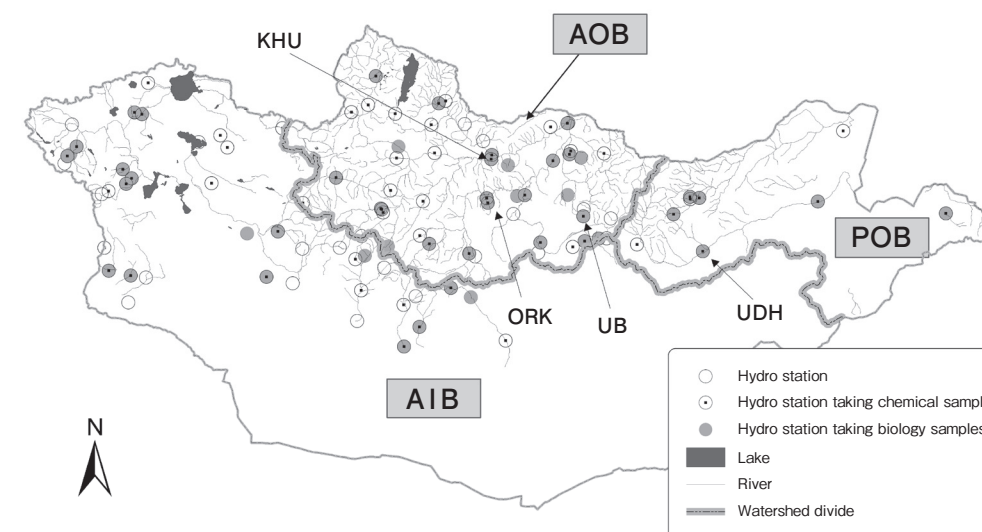 KHU
AOB
POB
ORK
UB
UDH
AIB
N
Hydro station
Hydro station taking chemical sampl
Hydro station taking biology samples
Lake
River
Watershed divide